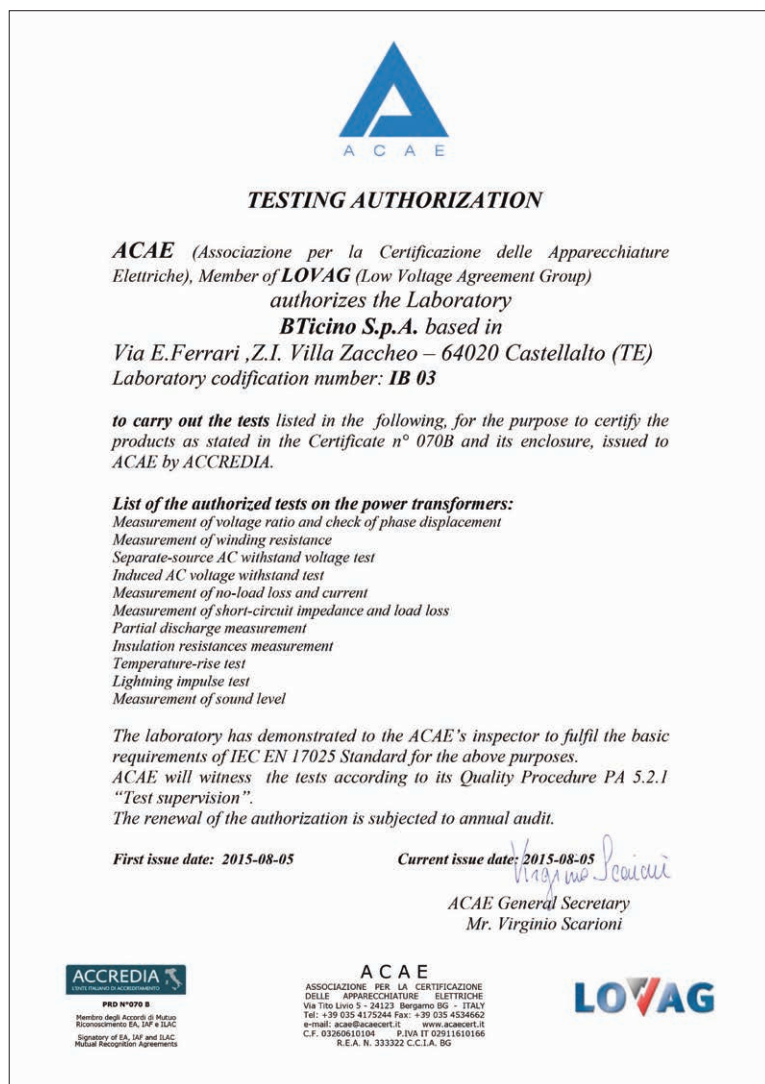 A C A E
TESTING AUTHORIZATION
ACAE (Associazione per la Certificazione delle Apparecchiature
Elettriche), Member of LOVAG (Low Voltage Agreement Group)
authorizes the Laboratory
BTicino S.p.A. based in
Via E.Ferrari ,Z.I. Villa Zaccheo – 64020 Castellalto (TE)
Laboratory codification number: IB 03
to carry out the tests listed in the following, for the purpose to certify the
products as stated in the Certificate n° 070B and its enclosure, issued to
ACAE by ACCREDIA.
List of the authorized tests on the power transformers:
Measurement of voltage ratio and check of phase displacement
Measurement of winding resistance
Separate-source AC withstand voltage test
Induced AC voltage withstand test
Measurement of no-load loss and current
Measurement of short-circuit impedance and load loss
Partial discharge measurement
Insulation resistances measurement
Temperature-rise test
Lightning impulse test
Measurement of sound level
The laboratory has demonstrated to the ACAE’s inspector to fulfil the basic
requirements of IEC EN 17025 Standard for the above purposes.
ACAE will witness the tests according to its Quality Procedure PA 5.2.1
“Test supervision”.
The renewal of the authorization is subjected to annual audit.
First issue date: 2015-08-05 Current issue date: 2015-08-05
Virginio Scarioni
ACAE General Secretary
Mr. Virginio Scarioni
ACCREDIA
L'ENTE ITALIANO DI ACCREDITAMENTO
PRD N°070 B
Membro degli Accordi di Mutuo
Riconoscimento EA, IAF e ILAC
Signatory of EA, IAF and ILAC
Mutual Recognition Agreements
A C A E
ASSOCIAZIONE PER LA CERTIFICAZIONE
DELLE APPARECCHIATURE ELETTRICHE
Via Tito Livio 5 - 24123 Bergamo BG - ITALY
Tel: +39 035 4175244 Fax: +39 035 4534662
e-mail: acae@acaecert.it www.acaecert.it
C.F. 03260610104 P.IVA IT 02911610166
R.E.A. N. 333322 C.C.I.A. BG
LOVAG